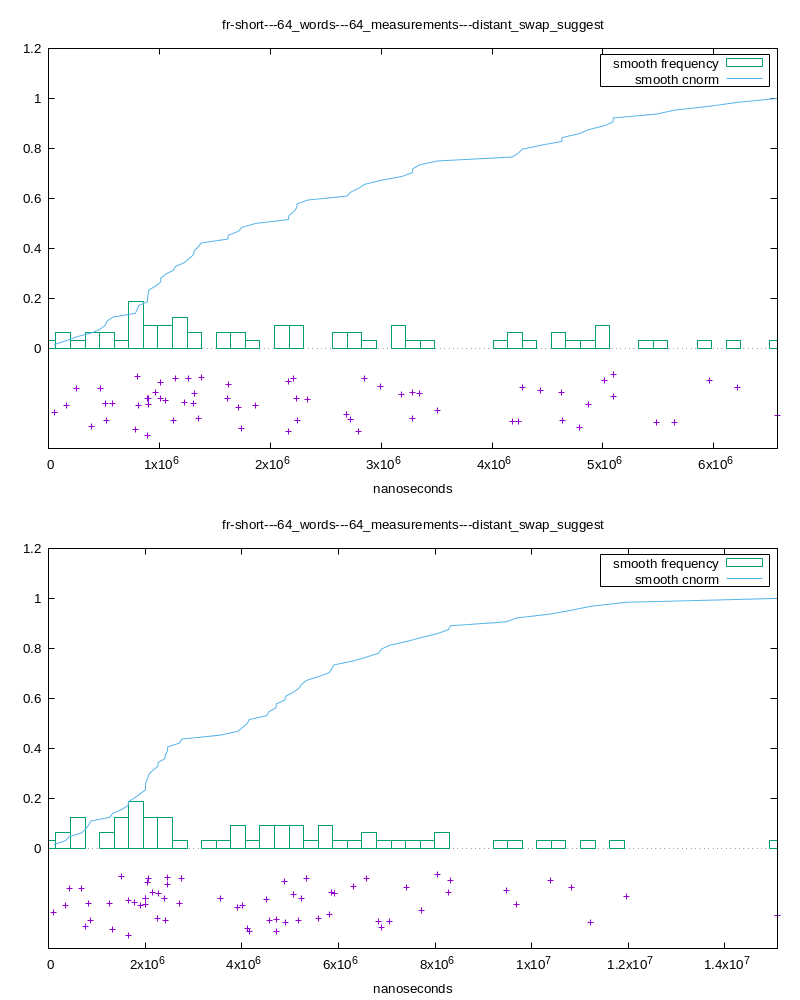 fr-short---64_words---64_measurements---distant_swap_suggest
1.2
1
0.8
0.6
0.4
0.2
0
smooth frequency
smooth cnorm
0 1x10^6 2x10^6 3x10^6 4x10^6 5x10^6 6x10^6
nanoseconds
fr-short---64_words---64_measurements---distant_swap_suggest
1.2
1
0.8
0.6
0.4
0.2
0
smooth frequency
smooth cnorm
0 2x10^6 4x10^6 6x10^6 8x10^6 1x10^7 1.2x10^7 1.4x10^7
nanoseconds